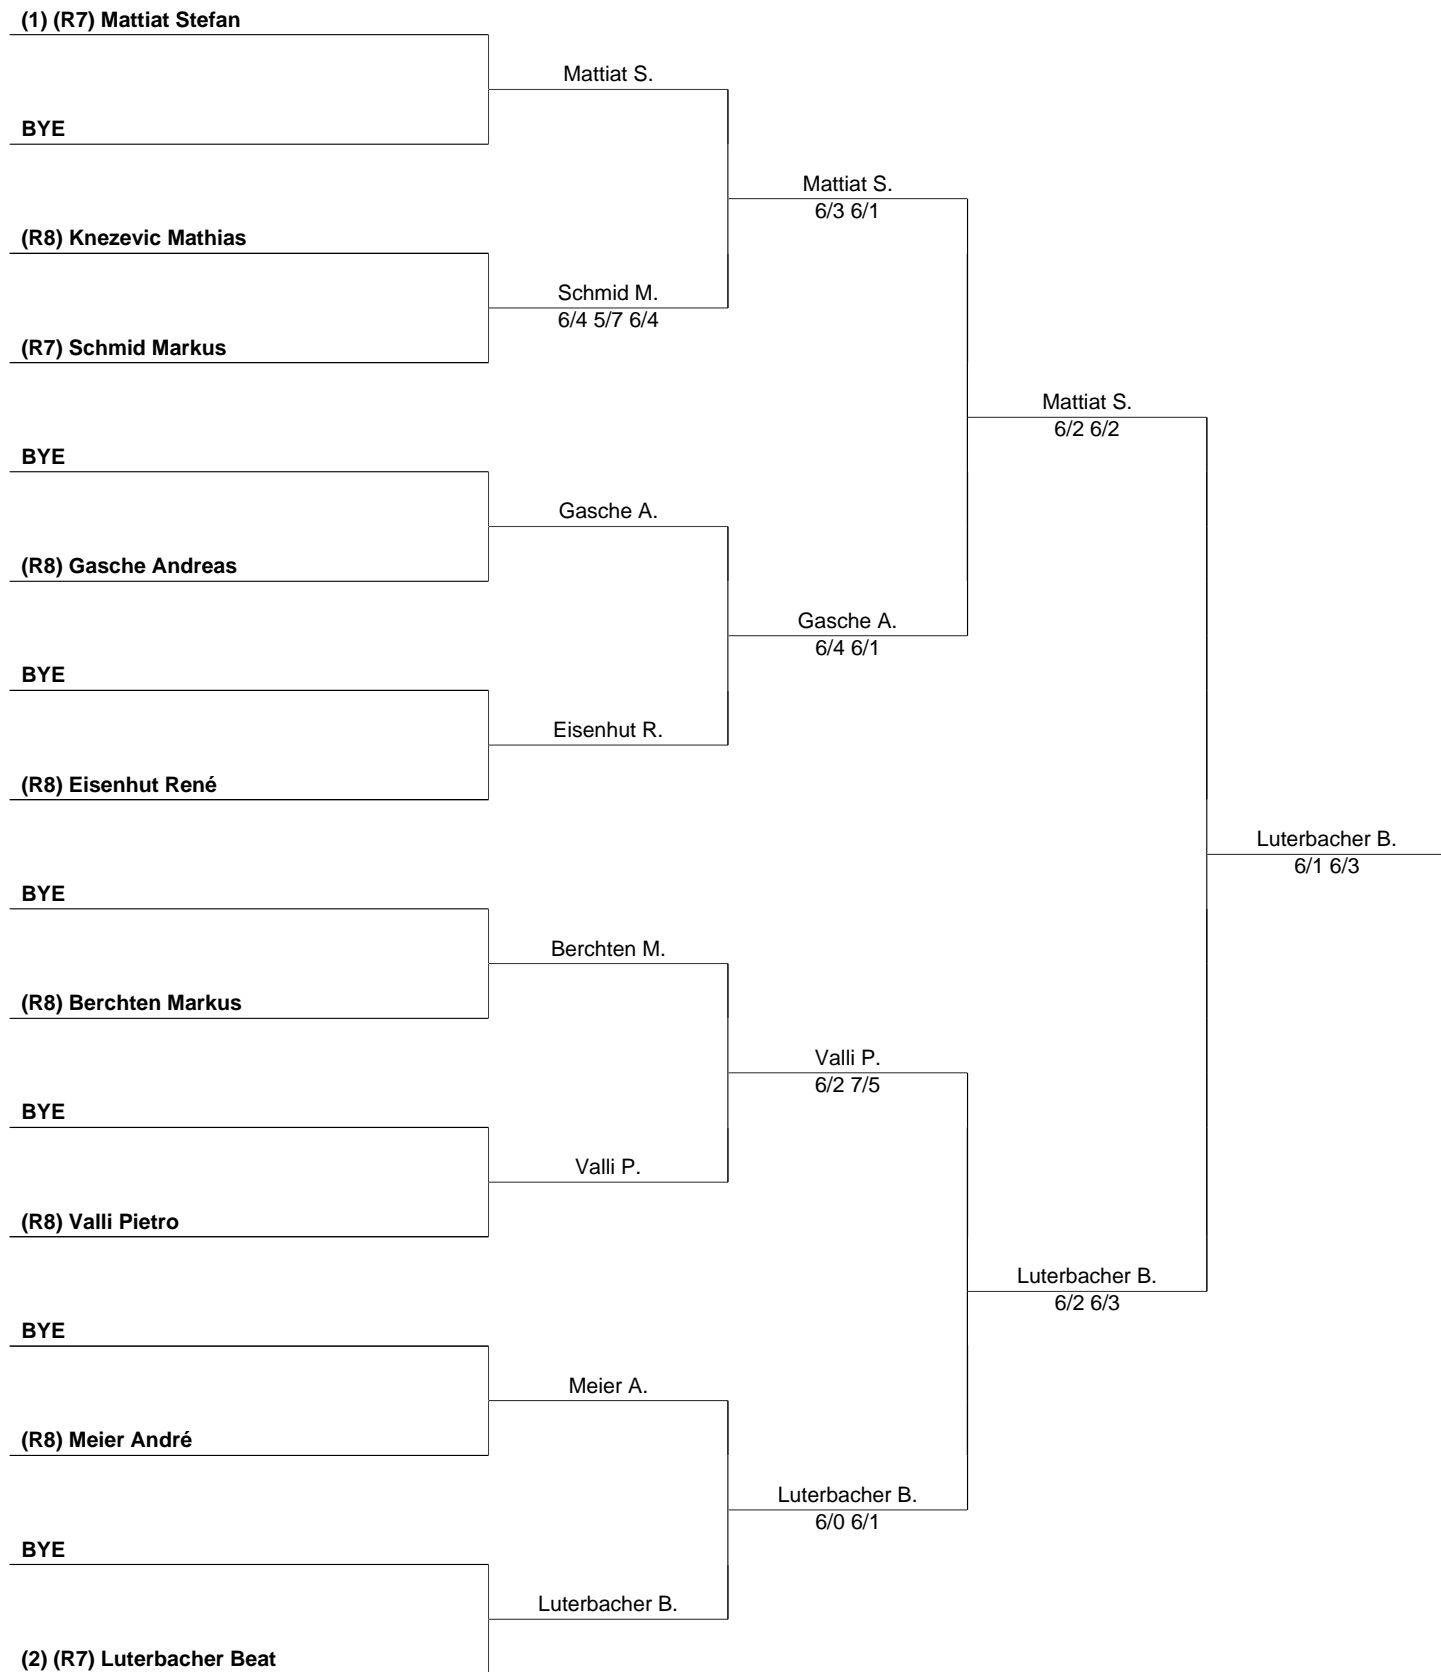 (1) (R7) Mattiat Stefan
Mattiat S.
BYE
Mattiat S.
6/3 6/1
(R8) Knezevic Mathias
Schmid M.
6/4 5/7 6/4
(R7) Schmid Markus
Mattiat S.
6/2 6/2
BYE
Gasche A.
(R8) Gasche Andreas
Gasche A.
6/4 6/1
BYE
Eisenhut R.
(R8) Eisenhut René
Luterbacher B.
6/1 6/3
BYE
Berchten M.
(R8) Berchten Markus
Valli P.
6/2 7/5
BYE
Valli P.
(R8) Valli Pietro
Luterbacher B.
6/2 6/3
BYE
Meier A.
(R8) Meier André
Luterbacher B.
6/0 6/1
BYE
Luterbacher B.
(2) (R7) Luterbacher Beat